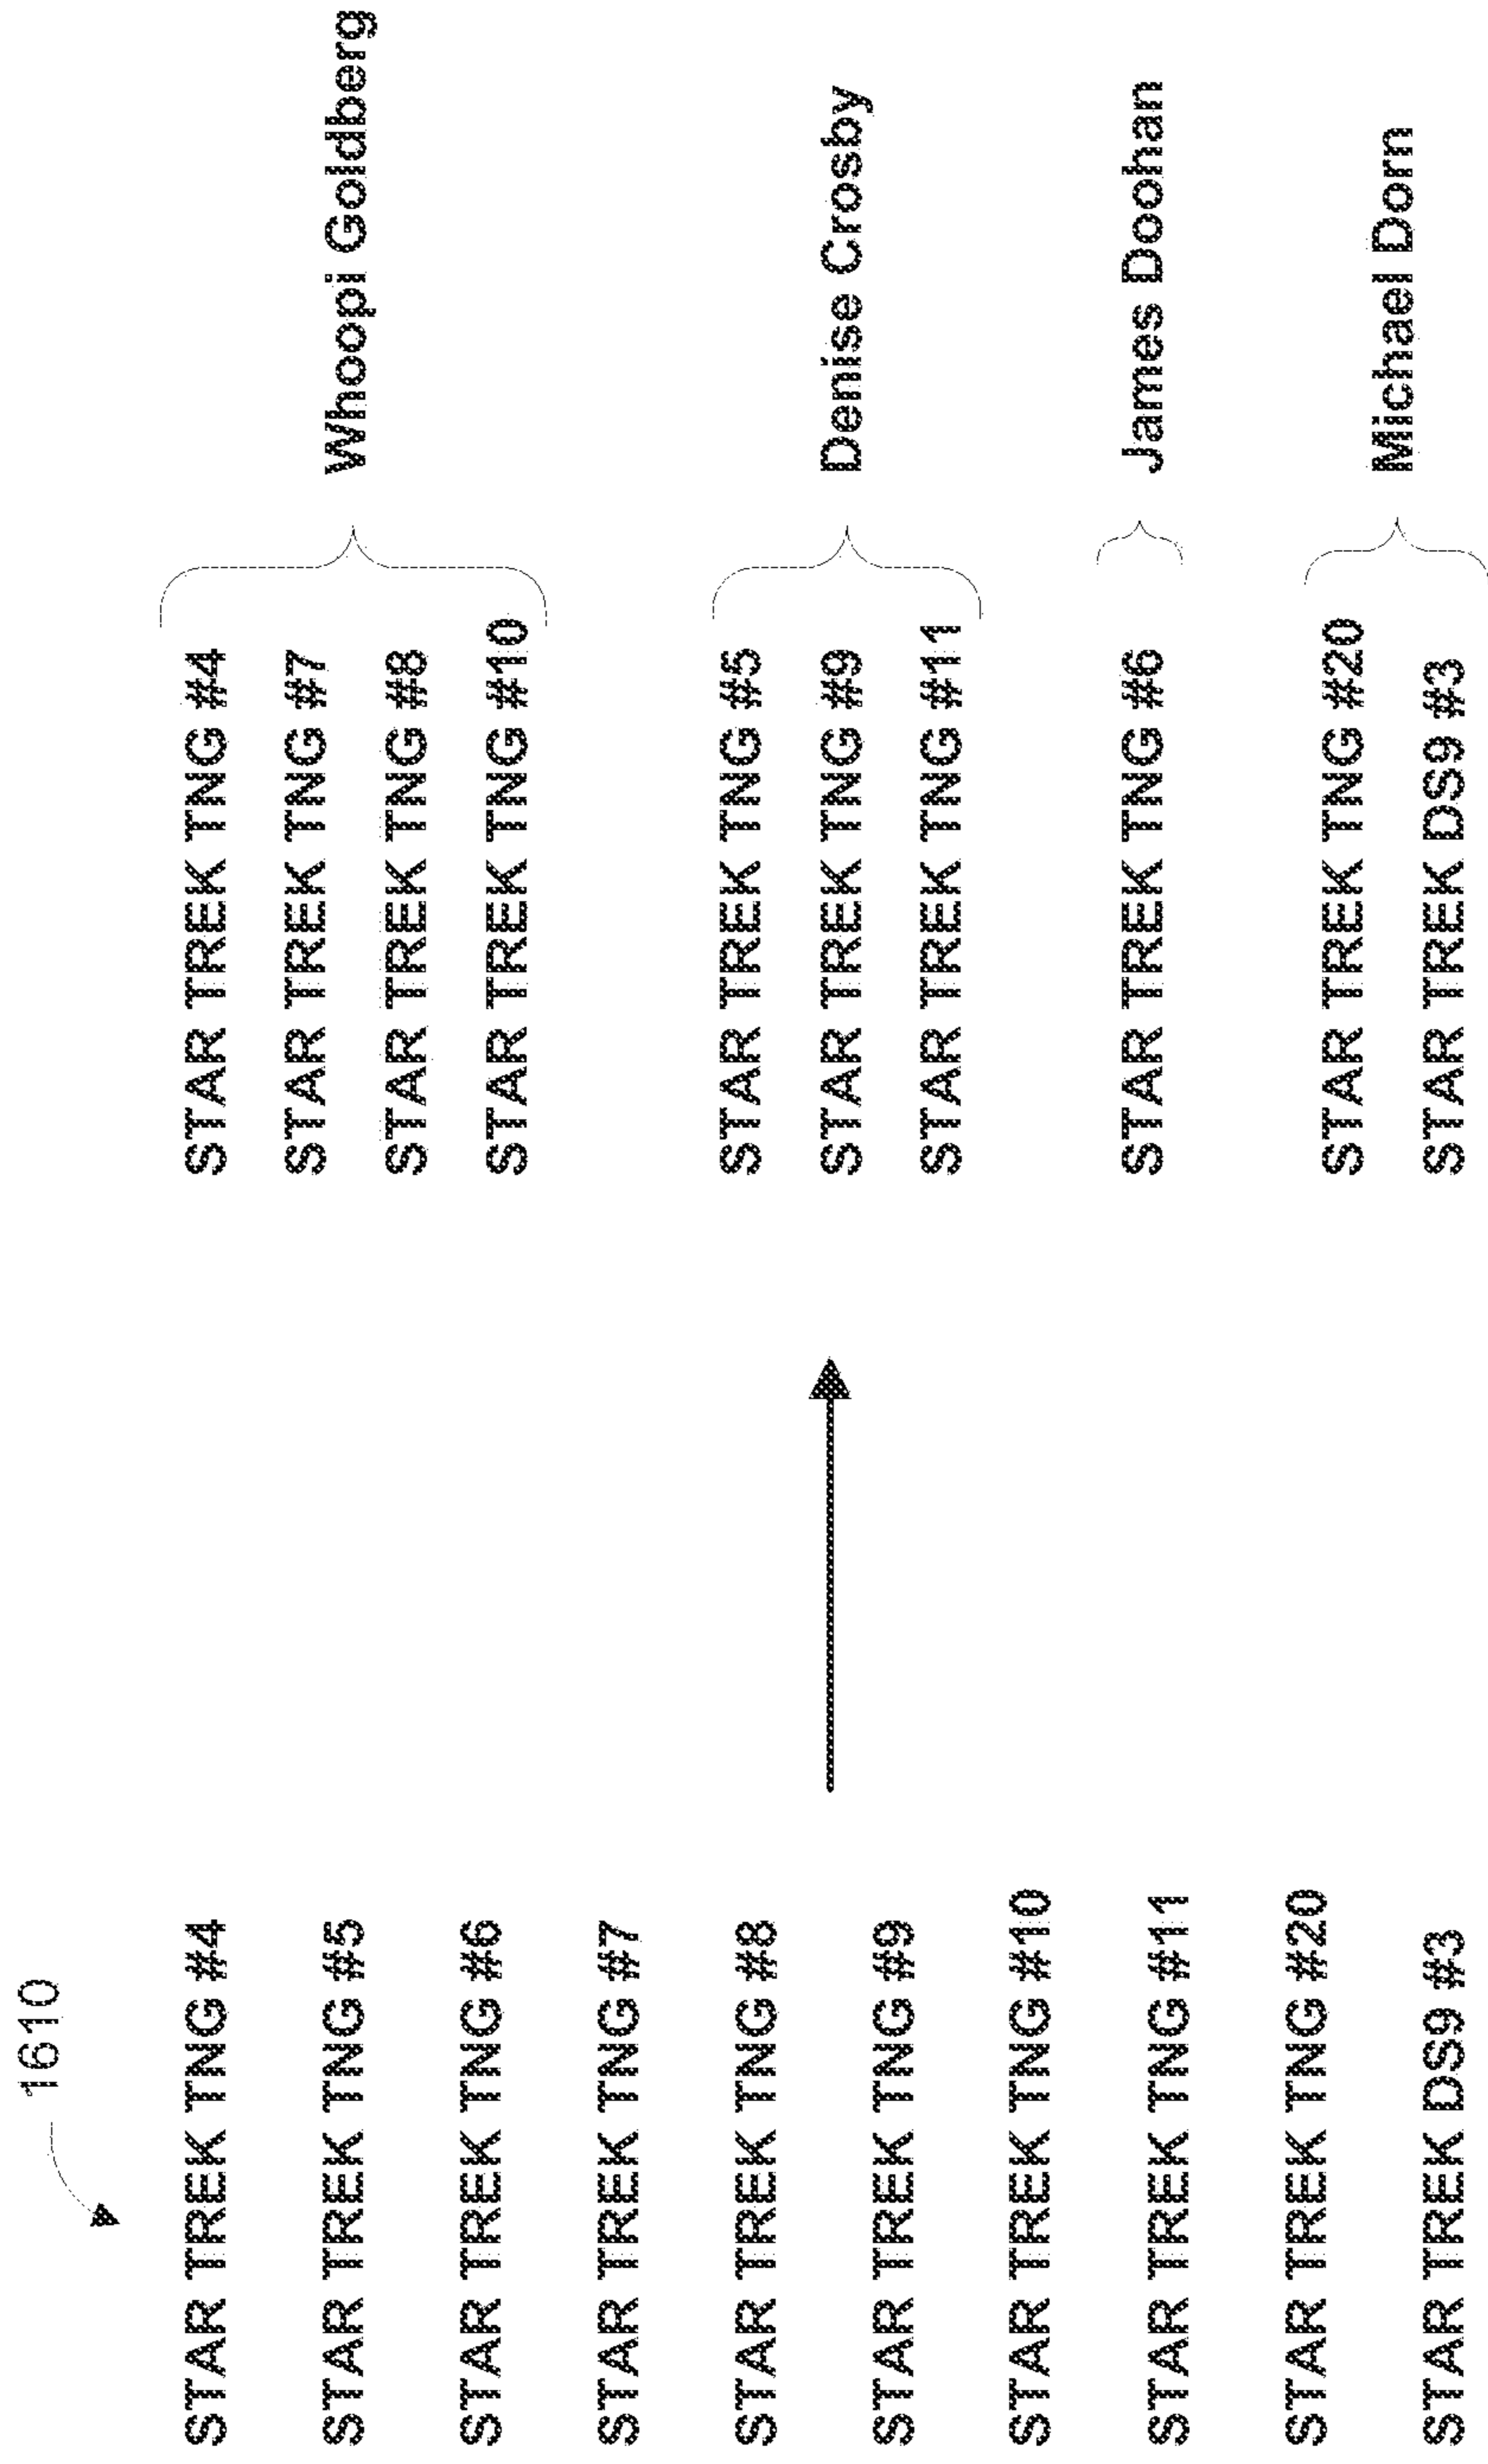 1610
STAR TREK TNG #4
STAR TREK TNG #5
STAR TREK TNG #6
STAR TREK TNG #7
STAR TREK TNG #8
STAR TREK TNG #9
STAR TREK TNG #10
STAR TREK TNG #11
STAR TREK TNG #20
STAR TREK DS9 #3
STAR TREK TNG #4
STAR TREK TNG #7
STAR TREK TNG #8
STAR TREK TNG #10
Whoopi Goldberg
STAR TREK TNG #5
STAR TREK TNG #9
STAR TREK TNG #11
Denise Crosby
STAR TREK TNG #6
James Doohan
STAR TREK TNG #20
STAR TREK DS9 #3
Michael Dorn